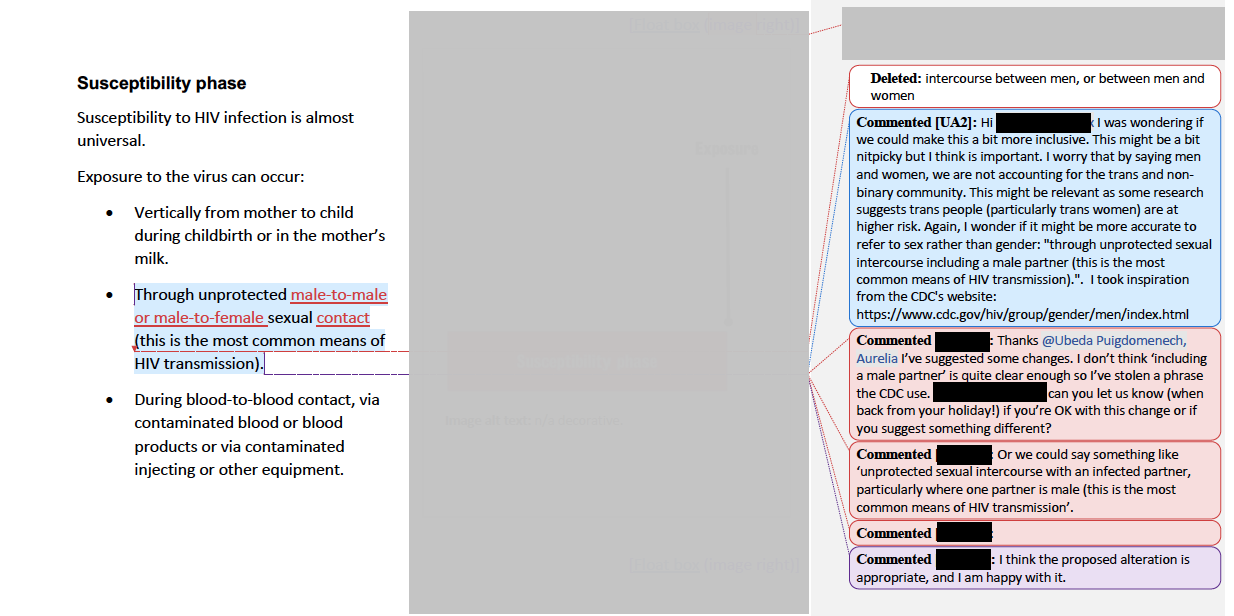 Susceptibility phase
Susceptibility to HIV infection is almost
universal.
Exposure to the virus can occur:
• Vertically from mother to child
during childbirth or in the mother's
milk.
• Through unprotected male-to-male
or male-to-female sexual contact
(this is the most common means of
HIV transmission).
• During blood-to-blood contact, via
contaminated blood or blood
products or via contaminated
injecting or other equipment.
Deleted: intercourse between men, or between men and
women
Commented [UA2]: Hi I was wondering if
we could make this a bit more inclusive. This might be a bit
nitpicky but I think is important. I worry that by saying men
and women, we are not accounting for the trans and non-
binary community. This might be relevant as some research
suggests trans people (particularly trans women) are at
higher risk. Again, I wonder if it might be more accurate to
refer to sex rather than gender: "through unprotected sexual
intercourse including a male partner (this is the most
common means of HIV transmission).". I took inspiration
from the CDC's website:
https://www.cdc.gov/hiv/group/gender/men/index.html
Commented : Thanks @Ubeda Puigdomenech,
Aurelia I've suggested some changes. I don't think 'including
a male partner' is quite clear enough so I've stolen a phrase
the CDC use. can you let us know (when
back from your holiday!) if you're OK with this change or if
you suggest something different?
Commented : Or we could say something like
'unprotected sexual intercourse with an infected partner,
particularly where one partner is male (this is the most
common means of HIV transmission'.
Commented :
Commented : I think the proposed alteration is
appropriate, and I am happy with it.